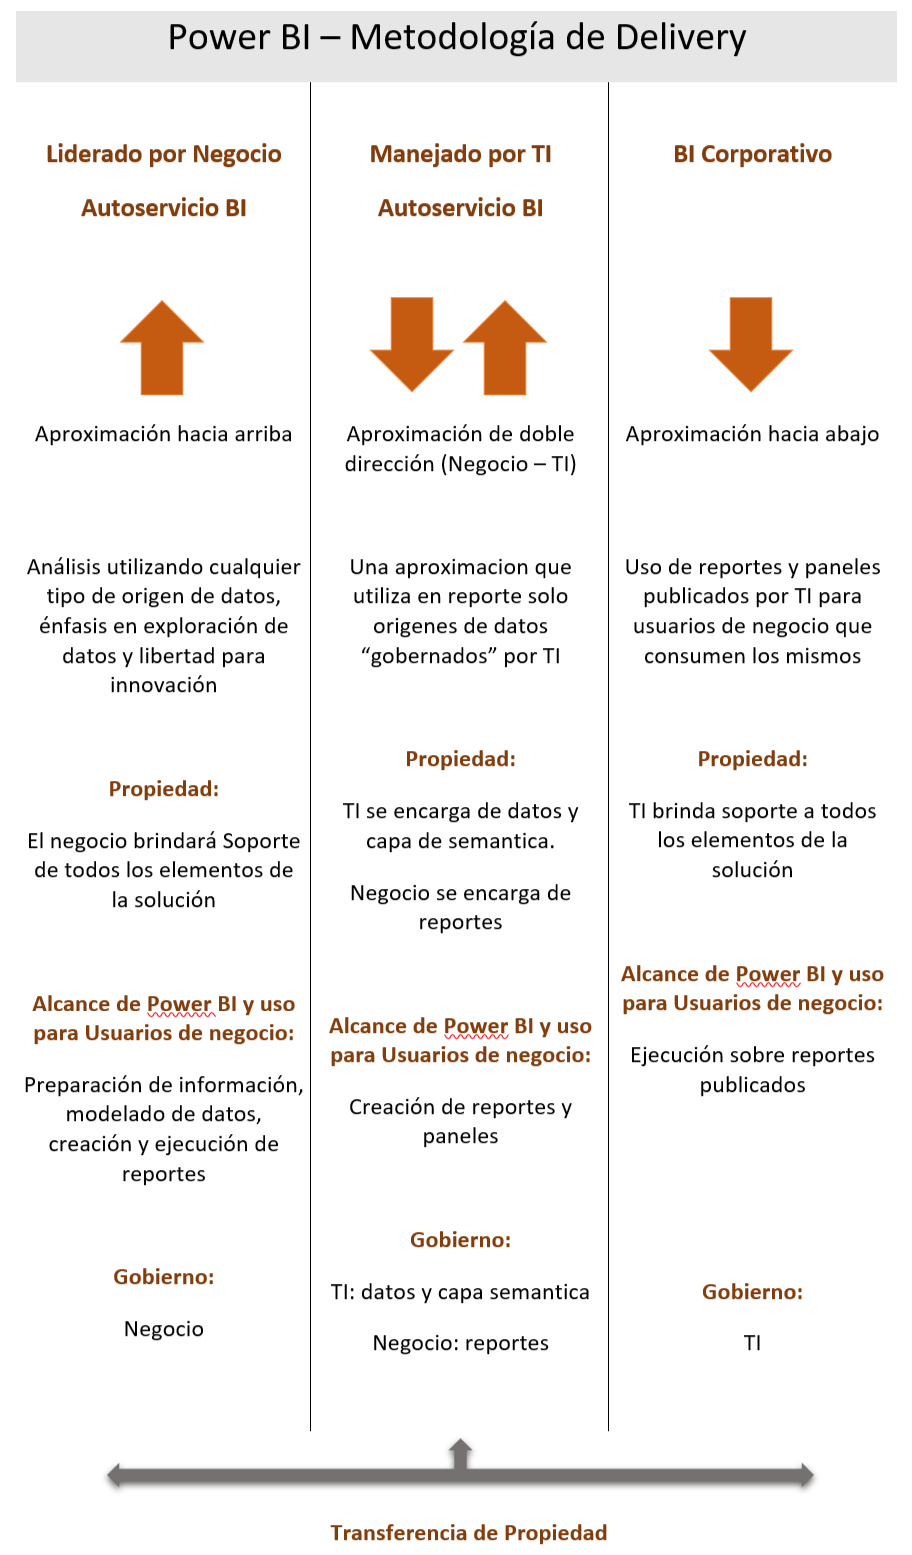 Power BI – Metodología de Delivery
Liderado por Negocio
Autoservicio BI
Aproximación hacia arriba
Análisis utilizando cualquier
tipo de origen de datos,
énfasis en exploración de
datos y libertad para
innovación
Propiedad:
El negocio brindará Soporte
de todos los elementos de
la solución
Alcance de Power BI y uso
para Usuarios de negocio:
Preparación de información,
modelado de datos,
creación y ejecución de
reportes
Gobierno:
Negocio
Manejado por TI
Autoservicio BI
Aproximación de doble
dirección (Negocio – TI)
Una aproximacion que
utiliza en reporte solo
origenes de datos
“gobernados” por TI
Propiedad:
TI se encarga de datos y
capa de semantica.
Negocio se encarga de
reportes
Alcance de Power BI y uso
para Usuarios de negocio:
Creación de reportes y
paneles
Gobierno:
TI: datos y capa semantica
Negocio: reportes
BI Corporativo
Aproximación hacia abajo
Uso de reportes y paneles
publicados por TI para
usuarios de negocio que
consumen los mismos
Propiedad:
TI brinda soporte a todos
los elementos de la
solución
Alcance de Power BI y uso
para Usuarios de negocio:
Ejecución sobre reportes
publicados
Gobierno:
TI
Transferencia de Propiedad